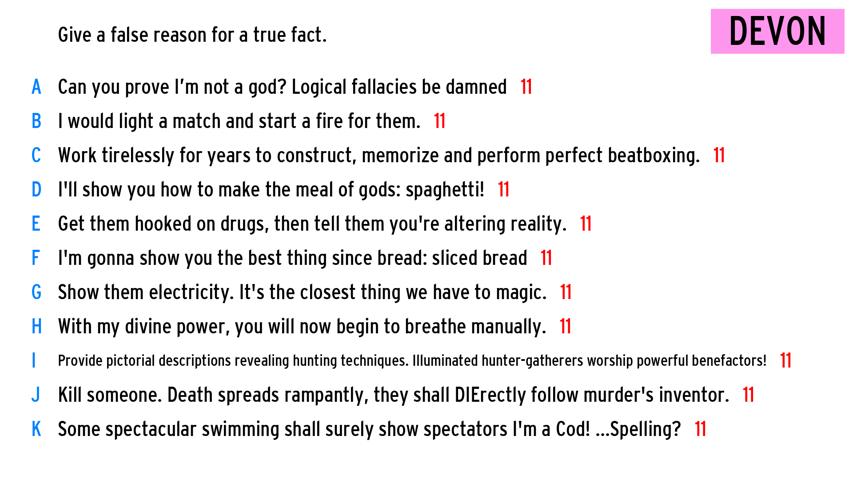 Give a false reason for a true fact.
DEVON
A Can you prove I'm not a god? Logical fallacies be damned 11
B I would light a match and start a fire for them. 11
C Work tirelessly for years to construct, memorize and perform perfect beatboxing. 11
D I'll show you how to make the meal of gods: spaghetti! 11
E Get them hooked on drugs, then tell them you're altering reality. 11
F I'm gonna show you the best thing since bread: sliced bread 11
G Show them electricity. It's the closest thing we have to magic. 11
H With my divine power, you will now begin to breathe manually. 11
I Provide pictorial descriptions revealing hunting techniques. Illuminated hunter-gatherers worship powerful benefactors! 11
J Kill someone. Death spreads rampantly, they shall DIErectly follow murder's inventor. 11
K Some spectacular swimming shall surely show spectators I'm a Cod! ...Spelling? 11